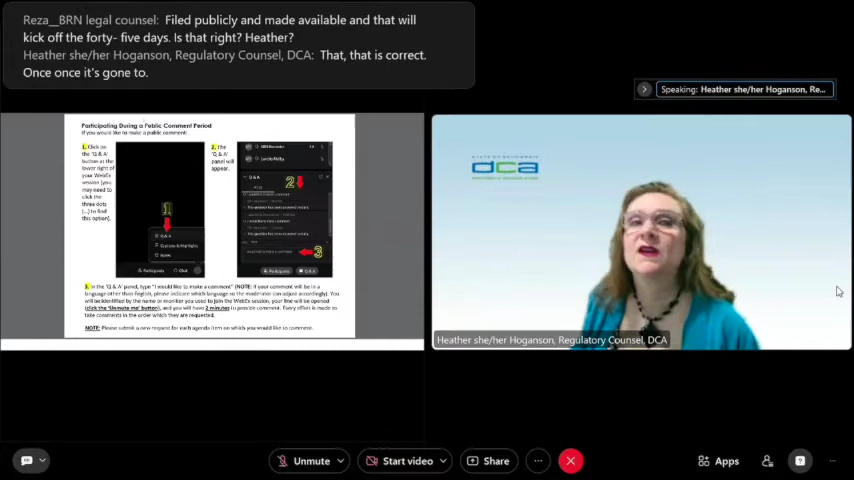 Reza__BRN legal counsel: Filed publicly and made available and that will
kick off the forty- five days. Is that right? Heather?
Heather she/her Hoganson, Regulatory Counsel, DCA: That, that is correct.
Once once it's gone to.
Speaking: Heather she/her Hoganson, Re...
Participating During a Public Comment Period
If you would like to make a public comment:
1. Click on
the 'Q & A'
button at the
lower right of
your WebEx
session (you
may need to
click the
three dots
(...) to find
this option).
1
Q & A
Participants
Chat
2. The
'Q & A'
panel will
appear.
Q & A
2
3
Participants
Q & A
3. In the 'Q & A' panel, type "I would like to make a comment" (NOTE: if your comment will be in a
language other than English, please indicate which language so the moderator can adjust accordingly). You
will be identified by the name or moniker you used to join the WebEx session, your line will be opened
(click the 'Unmute me' button), and you will have 2 minutes to provide comment. Every effort is made to
take comments in the order which they are requested.
NOTE: Please submit a new request for each agenda item on which you would like to comment.
dca
Heather she/her Hoganson, Regulatory Counsel, DCA
Unmute
Start video
Share
Apps